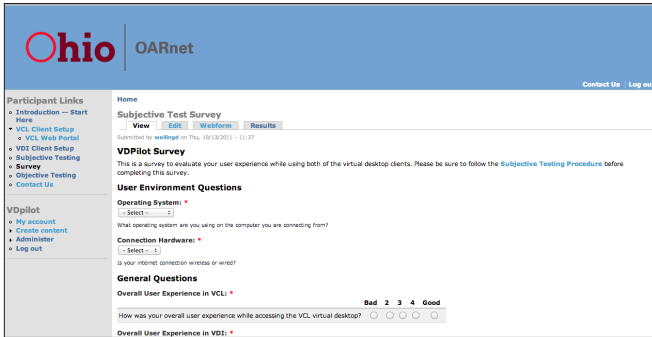 Ohio OARnet
Contact Us Log ou
Participant Links
Introduction -- Start
Here
VCL Client Setup
VCL Web Portal
VDI Client Setup
Subjective Testing
Survey
Objective Testing
Contact Us
VDpilot
My account
Create content
Administer
Log out
Home
Subjective Test Survey
View Edit Webform Results
Submitted by wellingd on Thu, 10/13/2011 - 11:27
VDPilot Survey
This is a survey to evaluate your user experience while using both of the virtual desktop clients. Please be sure to follow the Subjective Testing Procedure before
completing this survey.
User Environment Questions
Operating System: *
- Select -
What operating system are you using on the computer you are connecting from?
Connection Hardware: *
- Select -
Is your internet connection wireless or wired?
General Questions
Overall User Experience in VCL: *
Bad 2 3 4 Good
How was your overall user experience while accessing the VCL virtual desktop?
Overall User Experience in VDI: *